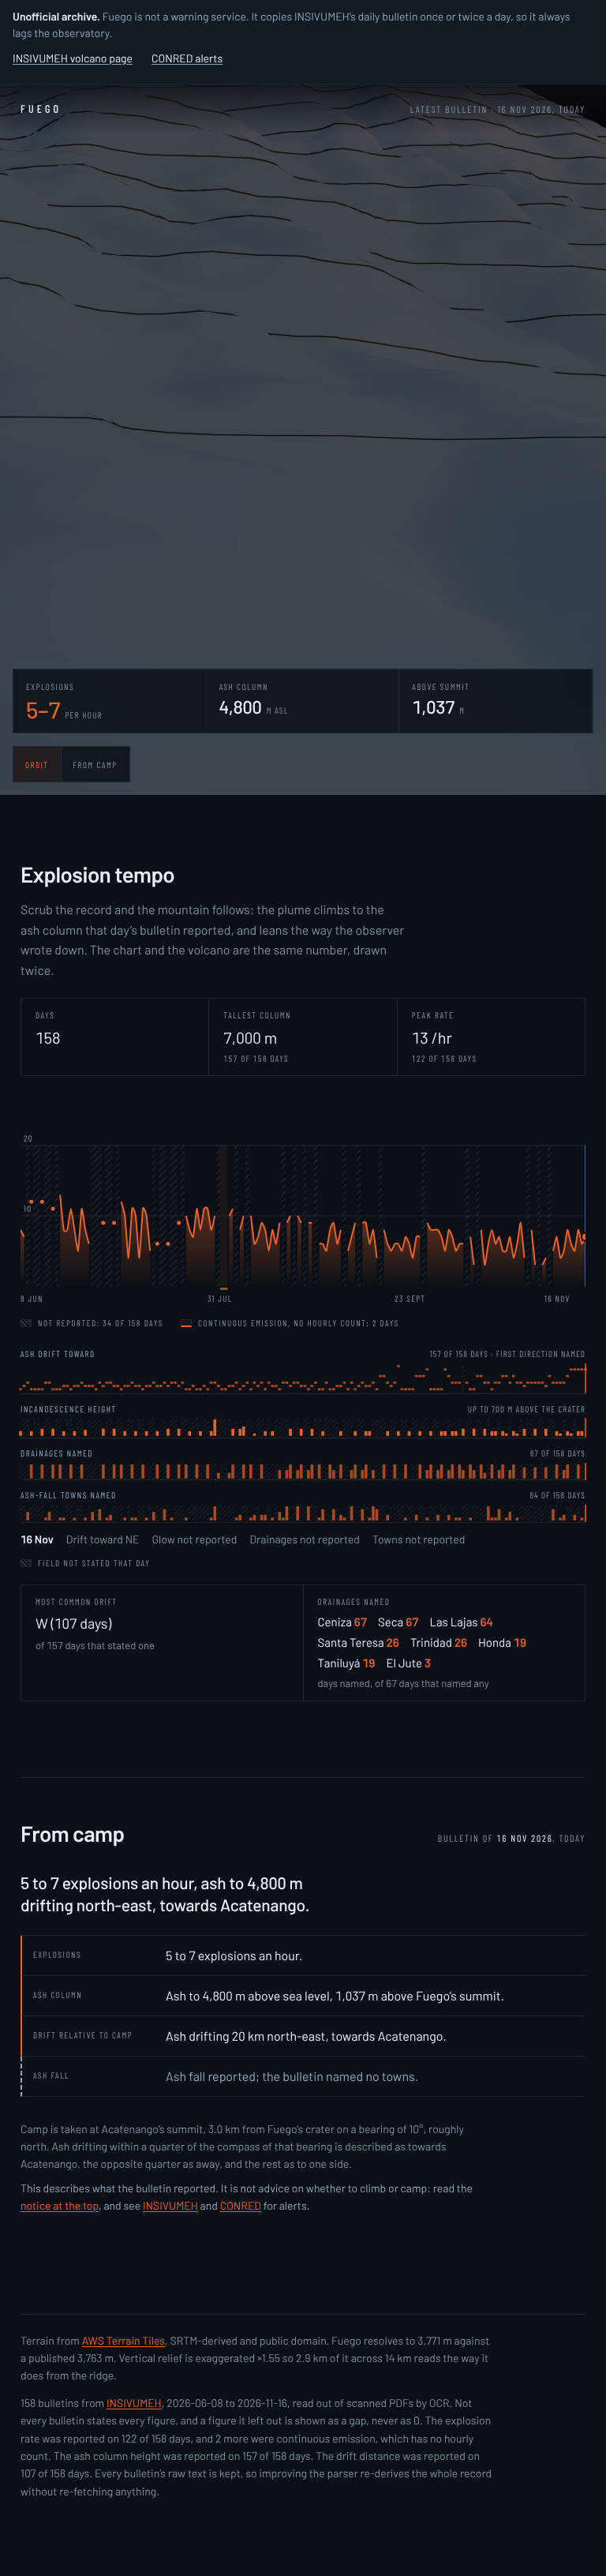 Unofficial archive. Fuego is not a warning service. It copies INSIVUMEH's daily bulletin once or twice a day, so it always
lags the observatory.
INSIVUMEH volcano page CONRED alerts
FUEGO
LATEST BULLETIN · 16 NOV 2026, TODAY
EXPLOSIONS
5–7 PER HOUR
ASH COLUMN
4,800 M ASL
ABOVE SUMMIT
1,037 M
ORBIT
FROM CAMP
Explosion tempo
Scrub the record and the mountain follows: the plume climbs to the
ash column that day's bulletin reported, and leans the way the observer
wrote down. The chart and the volcano are the same number, drawn
twice.
DAYS
158
TALLEST COLUMN
7,000 m
157 OF 158 DAYS
PEAK RATE
13 /hr
122 OF 158 DAYS
20
10
8 JUN
31 JUL
23 SEPT
16 NOV
NOT REPORTED: 34 OF 158 DAYS
CONTINUOUS EMISSION, NO HOURLY COUNT: 2 DAYS
ASH DRIFT TOWARD
157 OF 158 DAYS · FIRST DIRECTION NAMED
INCANDESCENCE HEIGHT
UP TO 700 M ABOVE THE CRATER
DRAINAGES NAMED
67 OF 158 DAYS
ASH-FALL TOWNS NAMED
64 OF 158 DAYS
16 Nov Drift toward NE Glow not reported Drainages not reported Towns not reported
FIELD NOT STATED THAT DAY
MOST COMMON DRIFT
W (107 days)
of 157 days that stated one
DRAINAGES NAMED
Ceniza 67 Seca 67 Las Lajas 64
Santa Teresa 26 Trinidad 26 Honda 19
Taniluyá 19 El Jute 3
days named, of 67 days that named any
From camp
BULLETIN OF 16 NOV 2026, TODAY
5 to 7 explosions an hour, ash to 4,800 m
drifting north-east, towards Acatenango.
EXPLOSIONS
5 to 7 explosions an hour.
ASH COLUMN
Ash to 4,800 m above sea level, 1,037 m above Fuego's summit.
DRIFT RELATIVE TO CAMP
Ash drifting 20 km north-east, towards Acatenango.
ASH FALL
Ash fall reported; the bulletin named no towns.
Camp is taken at Acatenango's summit, 3.0 km from Fuego's crater on a bearing of 10°, roughly
north. Ash drifting within a quarter of the compass of that bearing is described as towards
Acatenango, the opposite quarter as away, and the rest as to one side.
This describes what the bulletin reported. It is not advice on whether to climb or camp: read the
notice at the top, and see INSIVUMEH and CONRED for alerts.
Terrain from AWS Terrain Tiles, SRTM-derived and public domain. Fuego resolves to 3,771 m against
a published 3,763 m. Vertical relief is exaggerated ×1.55 so 2.9 km of it across 14 km reads the way it
does from the ridge.
158 bulletins from INSIVUMEH, 2026-06-08 to 2026-11-16, read out of scanned PDFs by OCR. Not
every bulletin states every figure, and a figure it left out is shown as a gap, never as 0. The explosion
rate was reported on 122 of 158 days, and 2 more were continuous emission, which has no hourly
count. The ash column height was reported on 157 of 158 days. The drift distance was reported on
107 of 158 days. Every bulletin's raw text is kept, so improving the parser re-derives the whole record
without re-fetching anything.